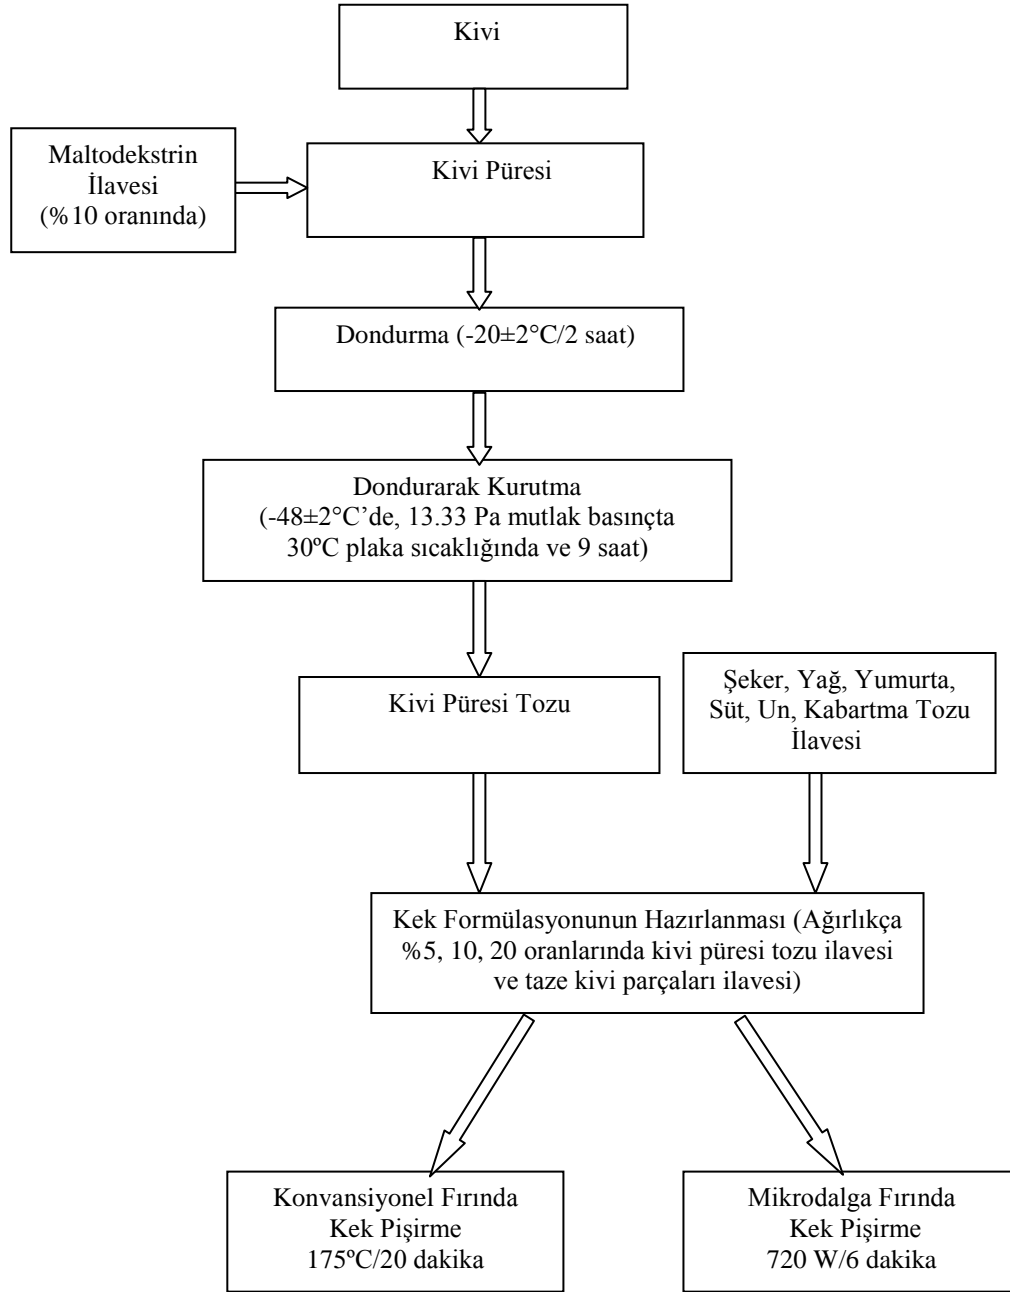 Kivi
Maltodekstrin
İlavesi
(%10 oranında)
Kivi Püresi
Dondurma (-20±2°C/2 saat)
Dondurarak Kurutma
(-48±2°C’de, 13.33 Pa mutlak basınçta
30ºC plaka sıcaklığında ve 9 saat)
Kivi Püresi Tozu
Şeker, Yağ, Yumurta,
Süt, Un, Kabartma Tozu
İlavesi
Kek Formülasyonunun Hazırlanması (Ağırlıkça
%5, 10, 20 oranlarında kivi püresi tozu ilavesi
ve taze kivi parçaları ilavesi)
Konvansiyonel Fırında
Kek Pişirme
175ºC/20 dakika
Mikrodalga Fırında
Kek Pişirme
720 W/6 dakika